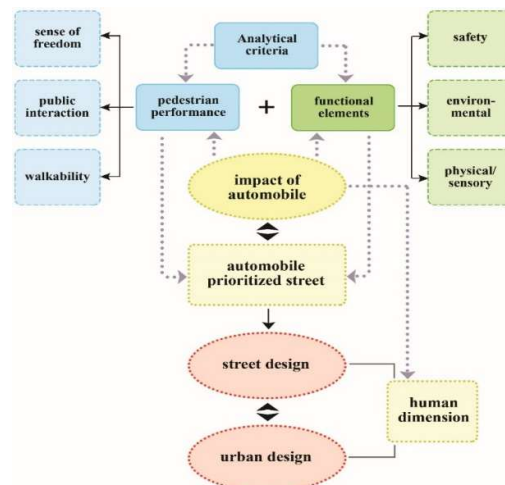 sense of
freedom
public
interaction
walkability
Analytical
criteria
pedestrian
performance
+
functional
elements
safety
environ-
mental
physical/
sensory
impact of
automobile
automobile
prioritized street
street design
human
dimension
urban design